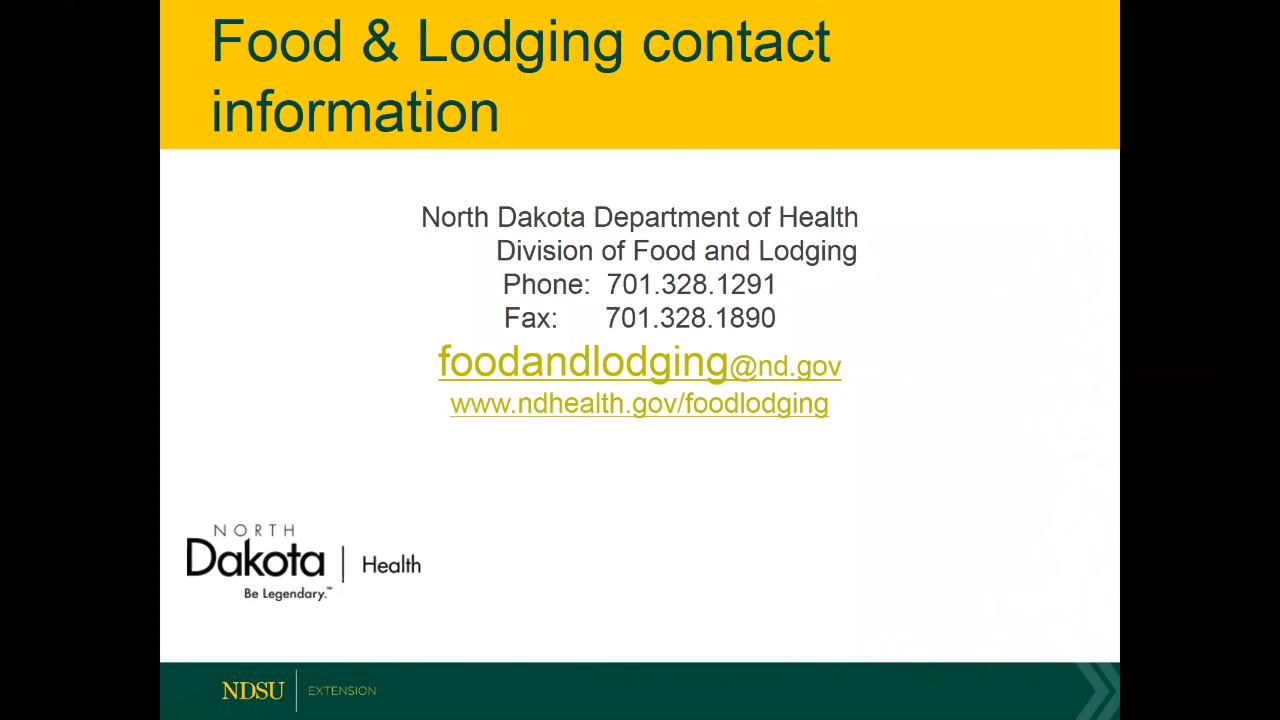 Food & Lodging contact
information
North Dakota Department of Health
Division of Food and Lodging
Phone: 701.328.1291
Fax: 701.328.1890
foodandlodging@nd.gov
www.ndhealth.gov/foodlodging
NORTH
Dakota | Health
Be Legendary.™
NDSU | EXTENSION